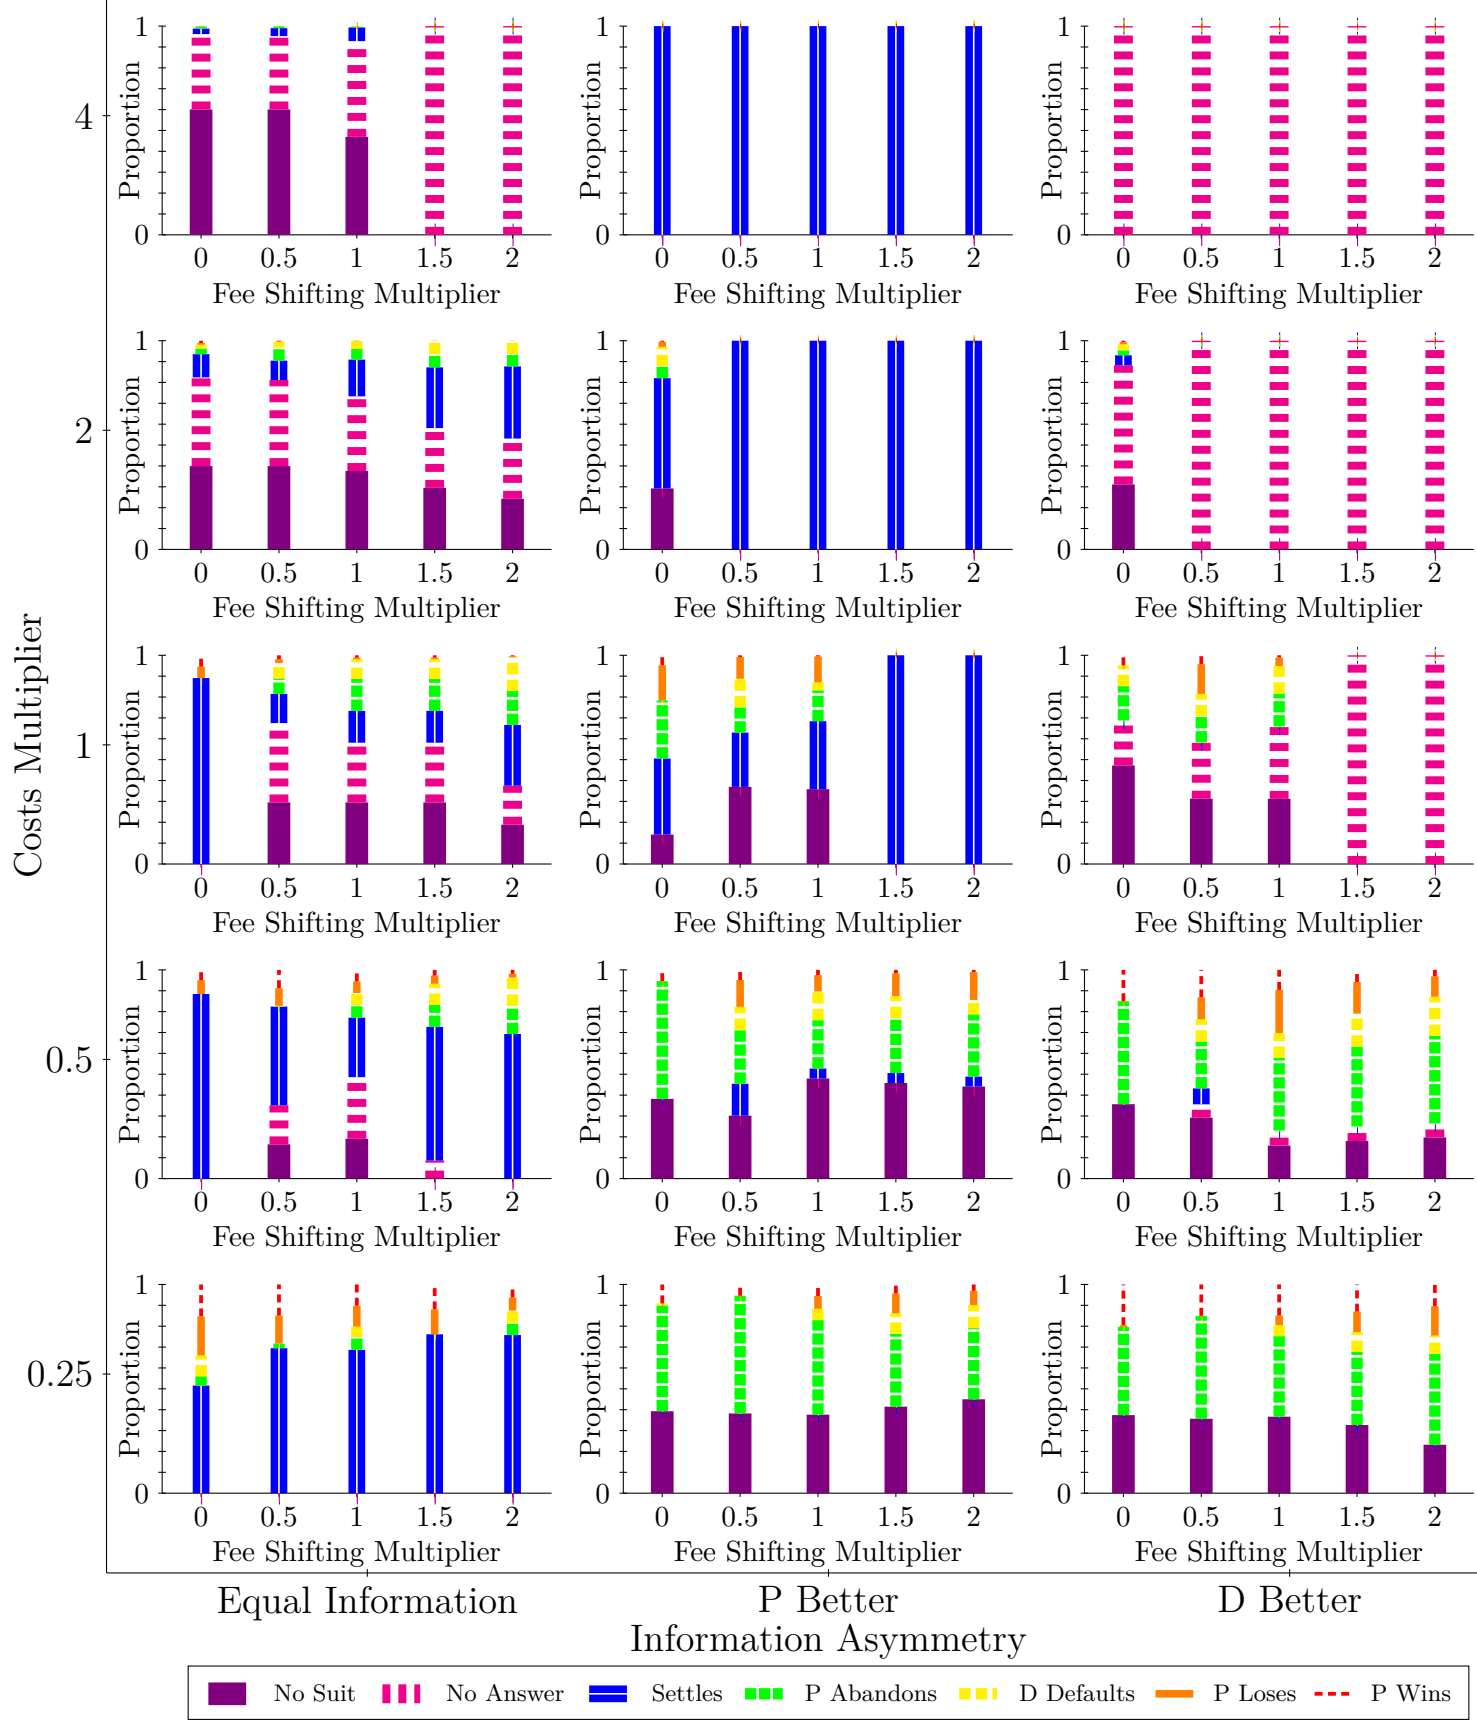 Costs Multiplier
4
1
0
Proportion
0 0.5 1 1.5 2
Fee Shifting Multiplier
1
0
Proportion
0 0.5 1 1.5 2
Fee Shifting Multiplier
1
0
Proportion
0 0.5 1 1.5 2
Fee Shifting Multiplier
2
1
0
Proportion
0 0.5 1 1.5 2
Fee Shifting Multiplier
1
0
Proportion
0 0.5 1 1.5 2
Fee Shifting Multiplier
1
0
Proportion
0 0.5 1 1.5 2
Fee Shifting Multiplier
1
1
0
Proportion
0 0.5 1 1.5 2
Fee Shifting Multiplier
1
0
Proportion
0 0.5 1 1.5 2
Fee Shifting Multiplier
1
0
Proportion
0 0.5 1 1.5 2
Fee Shifting Multiplier
0.5
1
0
Proportion
0 0.5 1 1.5 2
Fee Shifting Multiplier
1
0
Proportion
0 0.5 1 1.5 2
Fee Shifting Multiplier
1
0
Proportion
0 0.5 1 1.5 2
Fee Shifting Multiplier
0.25
1
0
Proportion
0 0.5 1 1.5 2
Fee Shifting Multiplier
1
0
Proportion
0 0.5 1 1.5 2
Fee Shifting Multiplier
1
0
Proportion
0 0.5 1 1.5 2
Fee Shifting Multiplier
Equal Information P Better D Better
Information Asymmetry
No Suit No Answer Settles P Abandons D Defaults P Loses P Wins